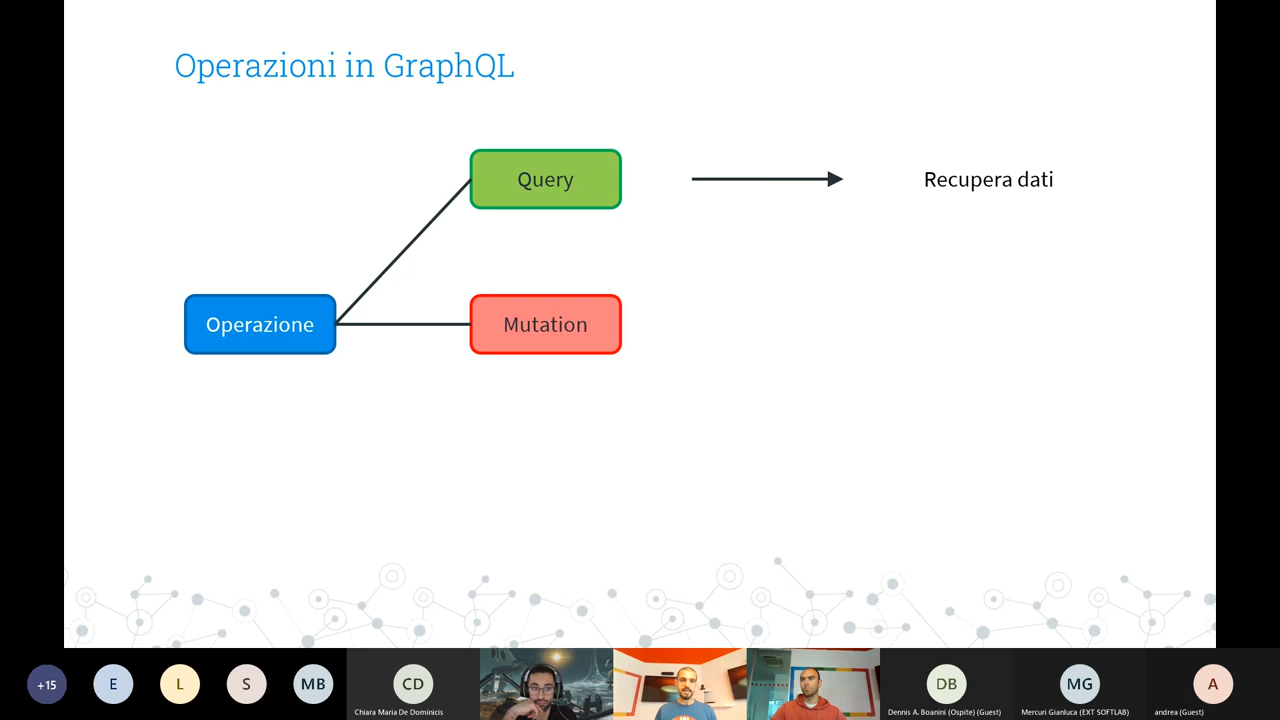 Operazioni in GraphQL
Query
Recupera dati
Operazione
Mutation
+15
E
L
S
MB
CD
Chiara Maria De Dominicis
DB
Dennis A. Boanini (Ospite) (Guest)
MG
Mercuri Gianluca (EXT SOFTLAB)
A
andrea (Guest)